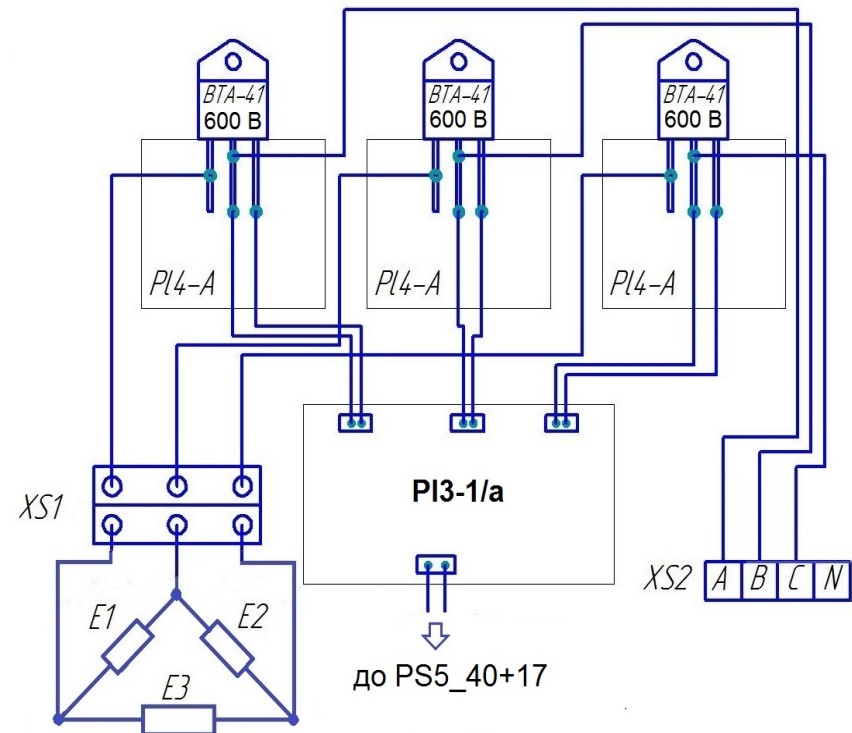 BTA-41
600 В
BTA-41
600 В
BTA-41
600 В
Pl4-A
Pl4-A
Pl4-A
PI3-1/a
XS1
XS2
A B C N
E1
E2
E3
до PS5_40+17